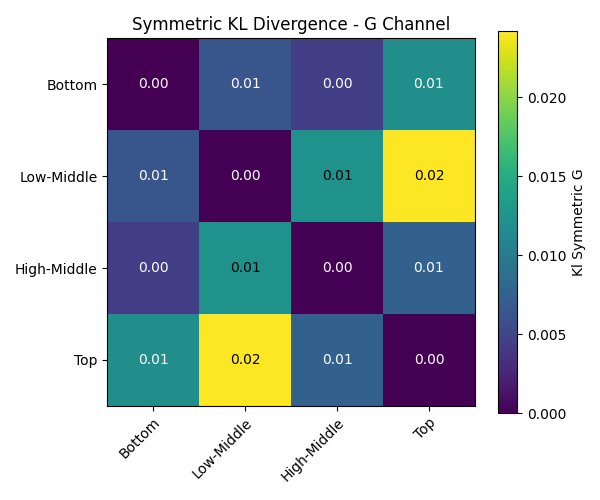 Symmetric KL Divergence - G Channel
Bottom 0.00 0.01 0.00 0.01
Low-Middle 0.01 0.00 0.01 0.02
High-Middle 0.00 0.01 0.00 0.01
Top 0.01 0.02 0.01 0.00
Bottom Low-Middle High-Middle Top
0.020
0.015
0.010
0.005
0.000
Kl Symmetric G